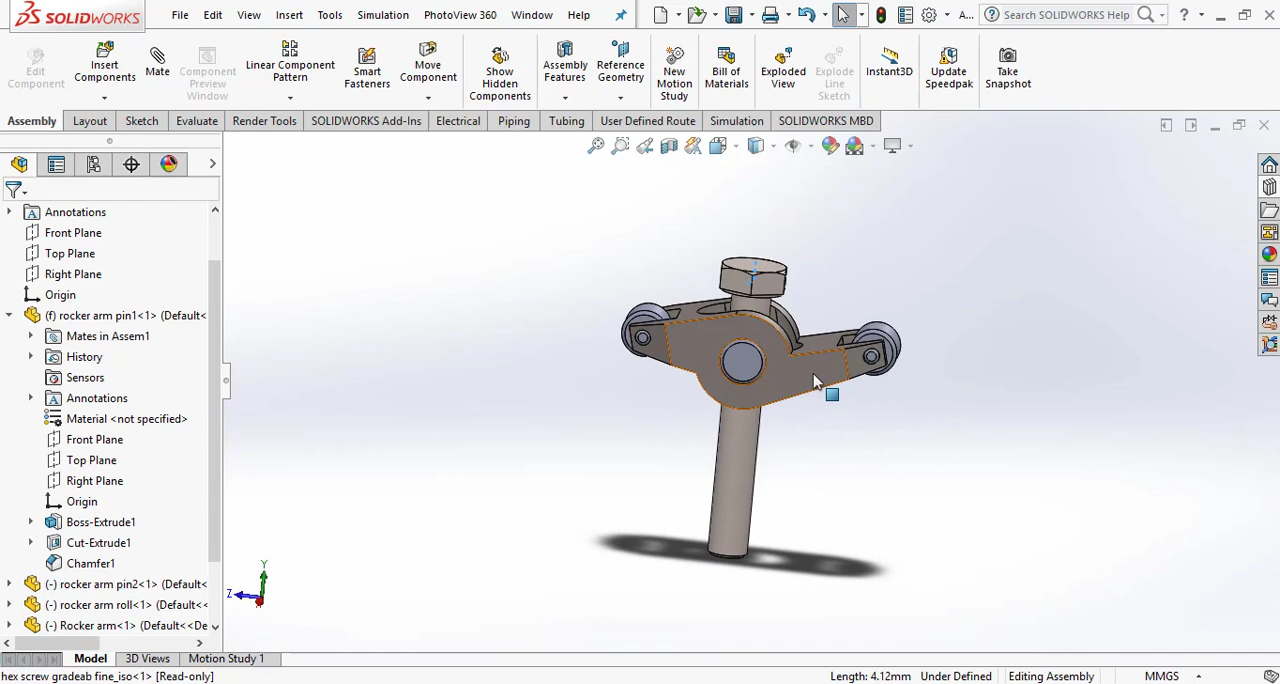 SOLIDWORKS
File Edit View Insert Tools Simulation PhotoView 360 Window Help
A...
Search SOLIDWORKS Help
?
Edit Component
Insert Components
Mate
Component Preview Window
Linear Component Pattern
Smart Fasteners
Move Component
Show Hidden Components
Assembly Features
Reference Geometry
New Motion Study
Bill of Materials
Exploded View
Explode Line Sketch
Instant3D
Update Speedpak
Take Snapshot
Assembly Layout Sketch Evaluate Render Tools SOLIDWORKS Add-Ins Electrical Piping Tubing User Defined Route Simulation SOLIDWORKS MBD
Annotations
Front Plane
Top Plane
Right Plane
Origin
(f) rocker arm pin1<1> (Default<
Mates in Assem1
History
Sensors
Annotations
Material <not specified>
Front Plane
Top Plane
Right Plane
Origin
Boss-Extrude1
Cut-Extrude1
Chamfer1
(-) rocker arm pin2<1> (Default<
(-) rocker arm roll<1> (Default<<
(-) Rocker arm<1> (Default<<De
Y
Z
Model 3D Views Motion Study 1
hex screw gradeab fine_iso<1> [Read-only]
Length: 4.12mm Under Defined Editing Assembly MMGS